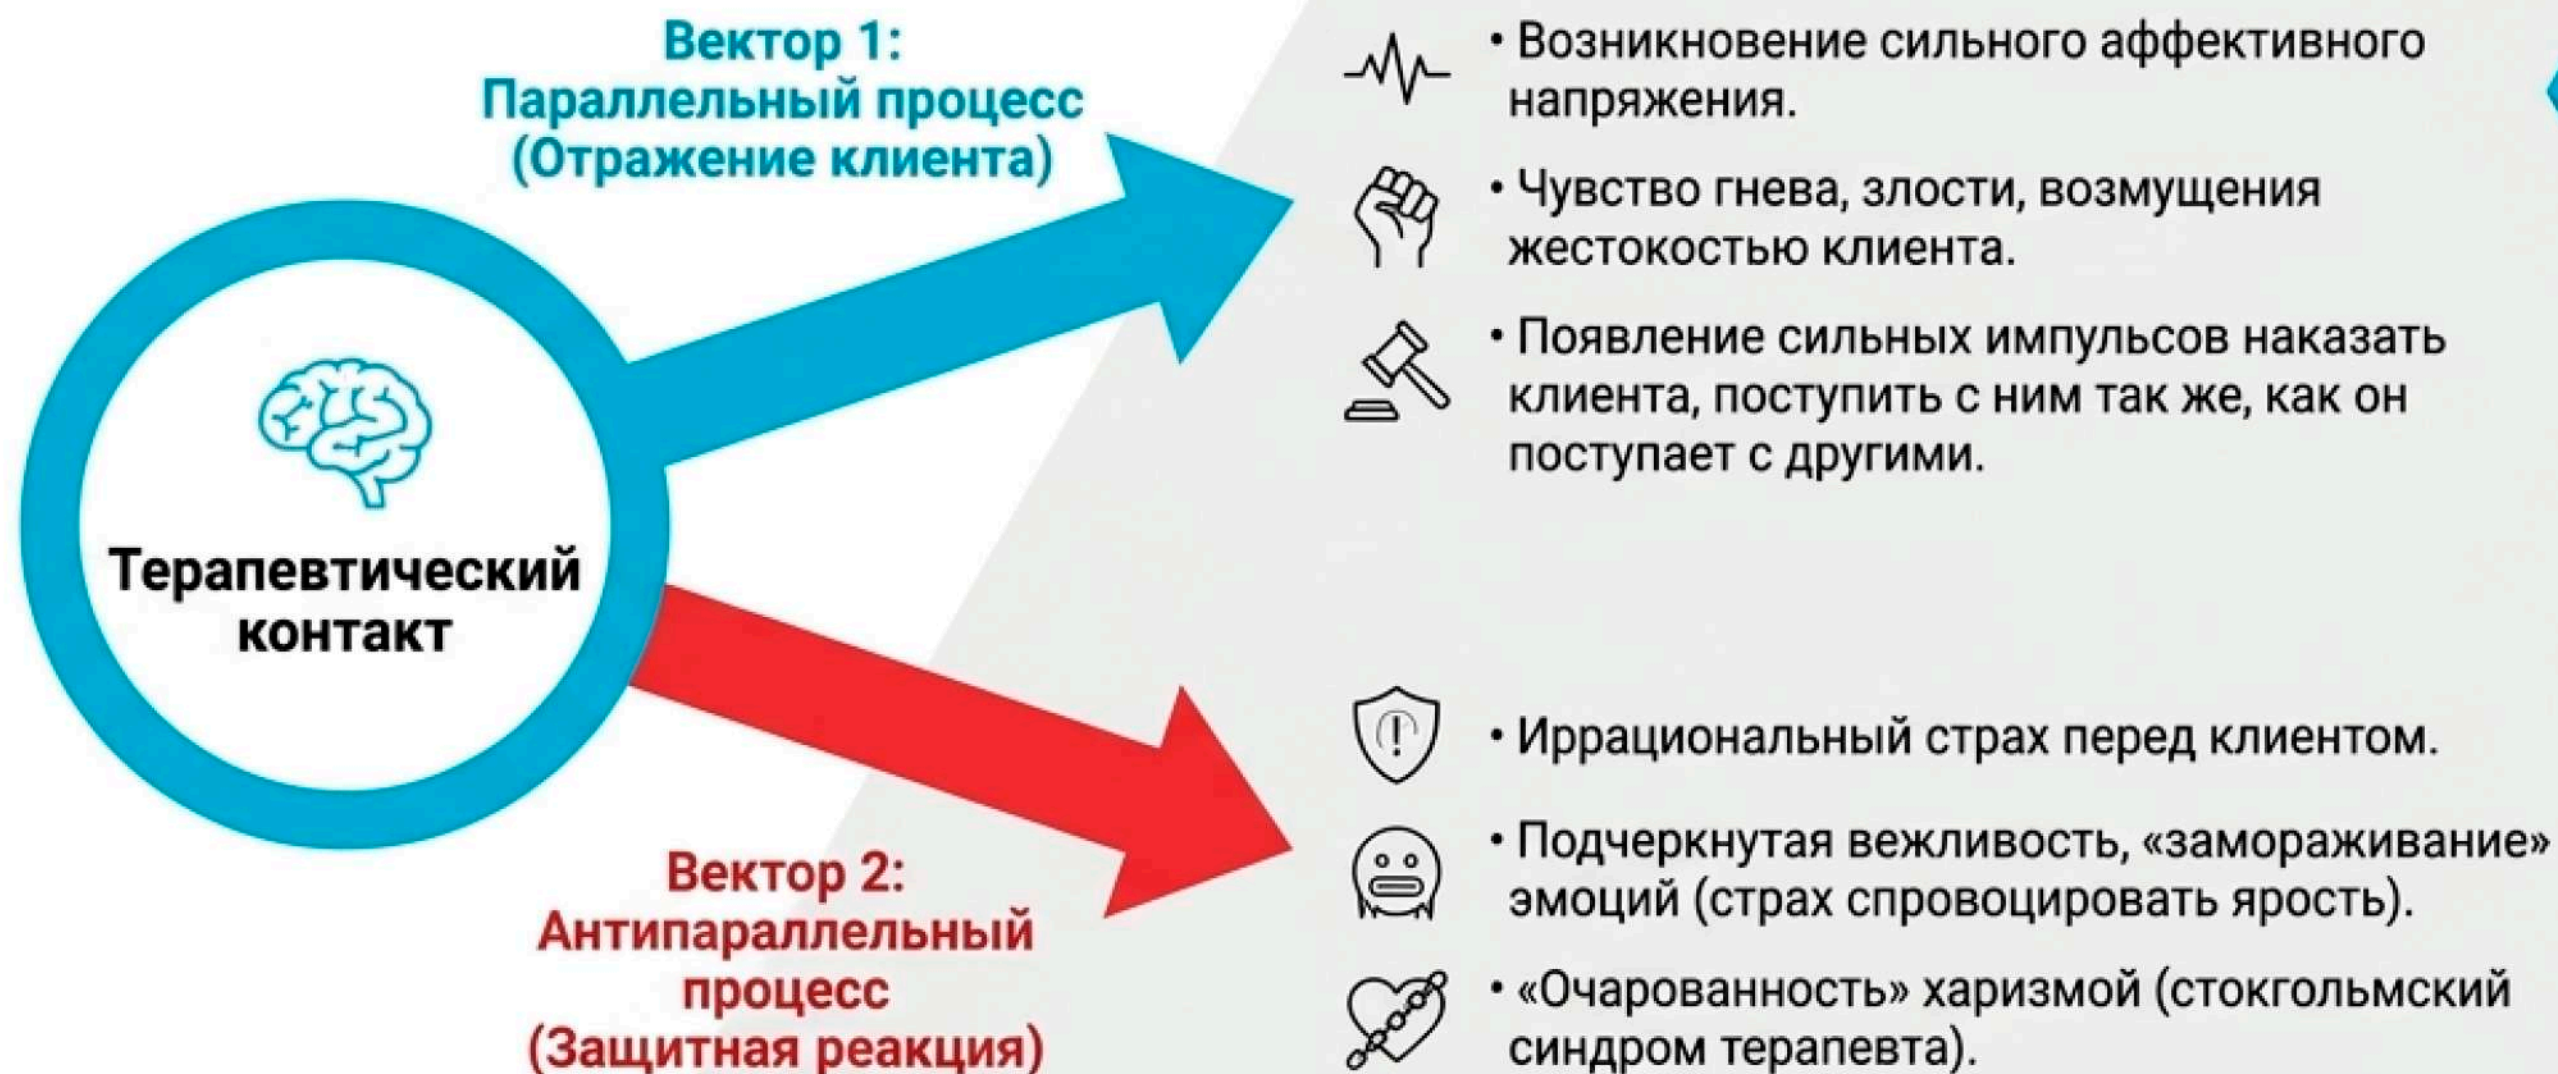 Вектор 1:
Параллельный процесс
(Отражение клиента)
• Возникновение сильного аффективного
напряжения.
• Чувство гнева, злости, возмущения
жестокостью клиента.
• Появление сильных импульсов наказать
клиента, поступить с ним так же, как он
поступает с другими.
Терапевтический
контакт
Вектор 2:
Антипараллельный
процесс
(Защитная реакция)
• Иррациональный страх перед клиентом.
• Подчеркнутая вежливость, «замораживание»
эмоций (страх спровоцировать ярость).
• «Очарованность» харизмой (стокгольмский
синдром терапевта).